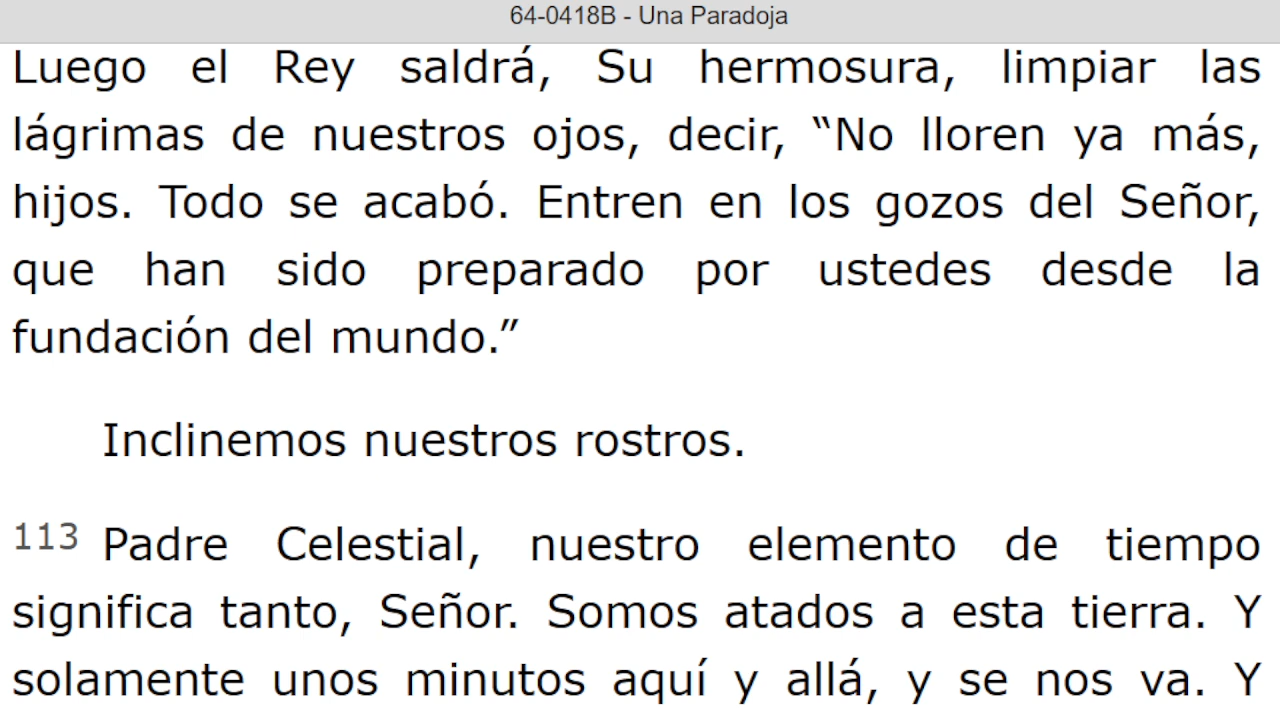 64-0418B - Una Paradoja
Luego el Rey saldrá, Su hermosura, limpiar las
lágrimas de nuestros ojos, decir, “No lloren ya más,
hijos. Todo se acabó. Entren en los gozos del Señor,
que han sido preparado por ustedes desde la
fundación del mundo.”
Inclinemos nuestros rostros.
113 Padre Celestial, nuestro elemento de tiempo
significa tanto, Señor. Somos atados a esta tierra. Y
solamente unos minutos aquí y allá, y se nos va. Y